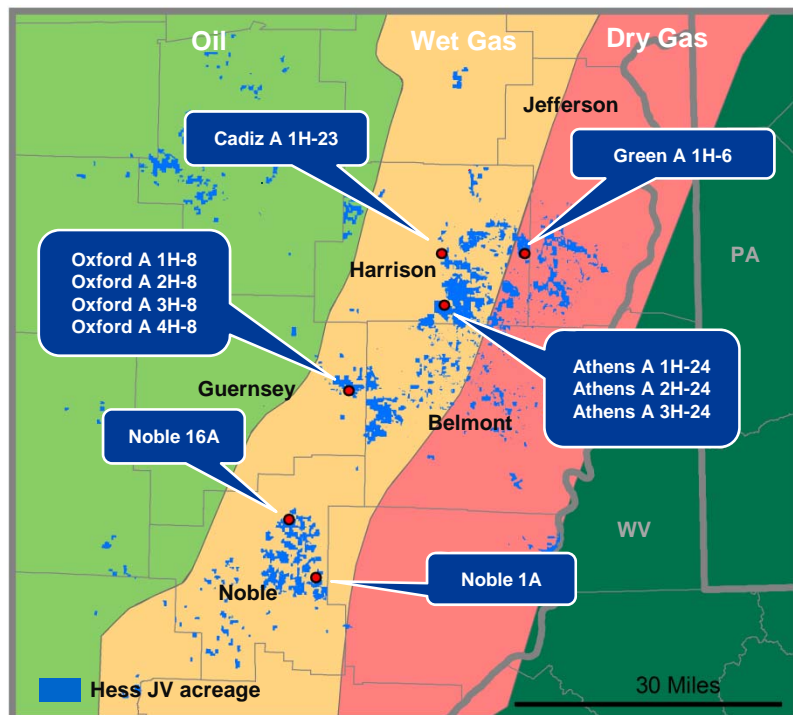 Oil
Wet Gas
Dry Gas
Jefferson
Cadiz A 1H-23
Green A 1H-6
PA
Harrison
Oxford A 1H-8
Oxford A 2H-8
Oxford A 3H-8
Oxford A 4H-8
Athens A 1H-24
Athens A 2H-24
Athens A 3H-24
Guernsey
Belmont
Noble 16A
WV
Noble
Noble 1A
Hess JV acreage
30 Miles